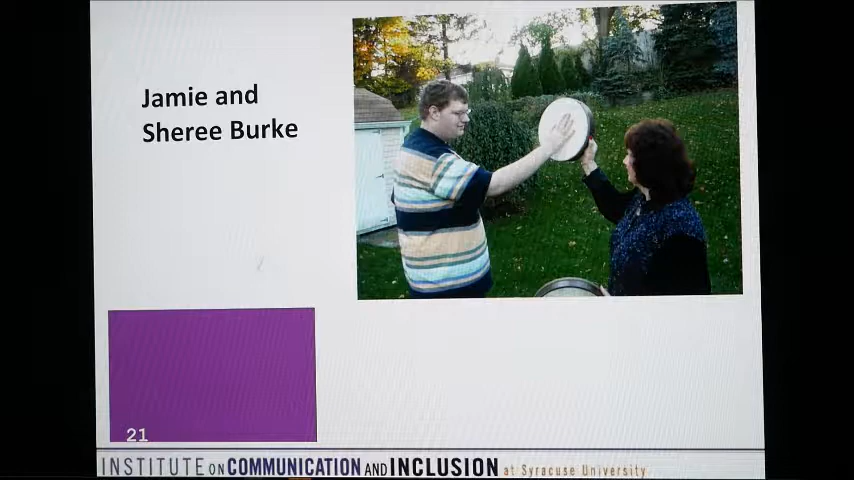 Jamie and
Sheree Burke
21
INSTITUTE ON COMMUNICATION AND INCLUSION at Syracuse University